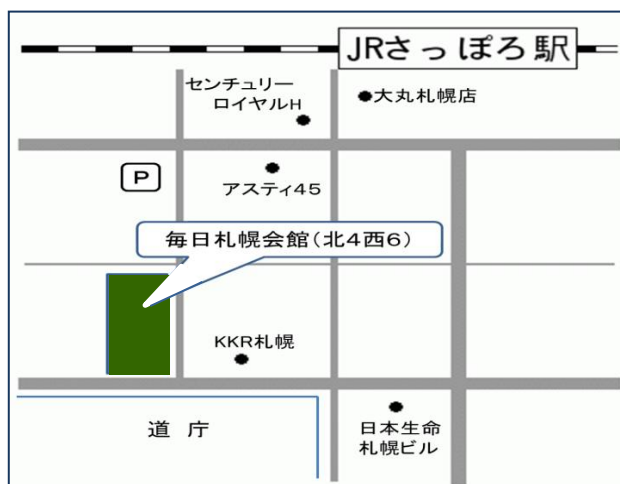 JRさっぽろ駅
センチュリー
ロイヤルH
大丸札幌店
P
アスティ45
毎日札幌会館(北4西6)
KKR札幌
道 庁
日本生命
札幌ビル